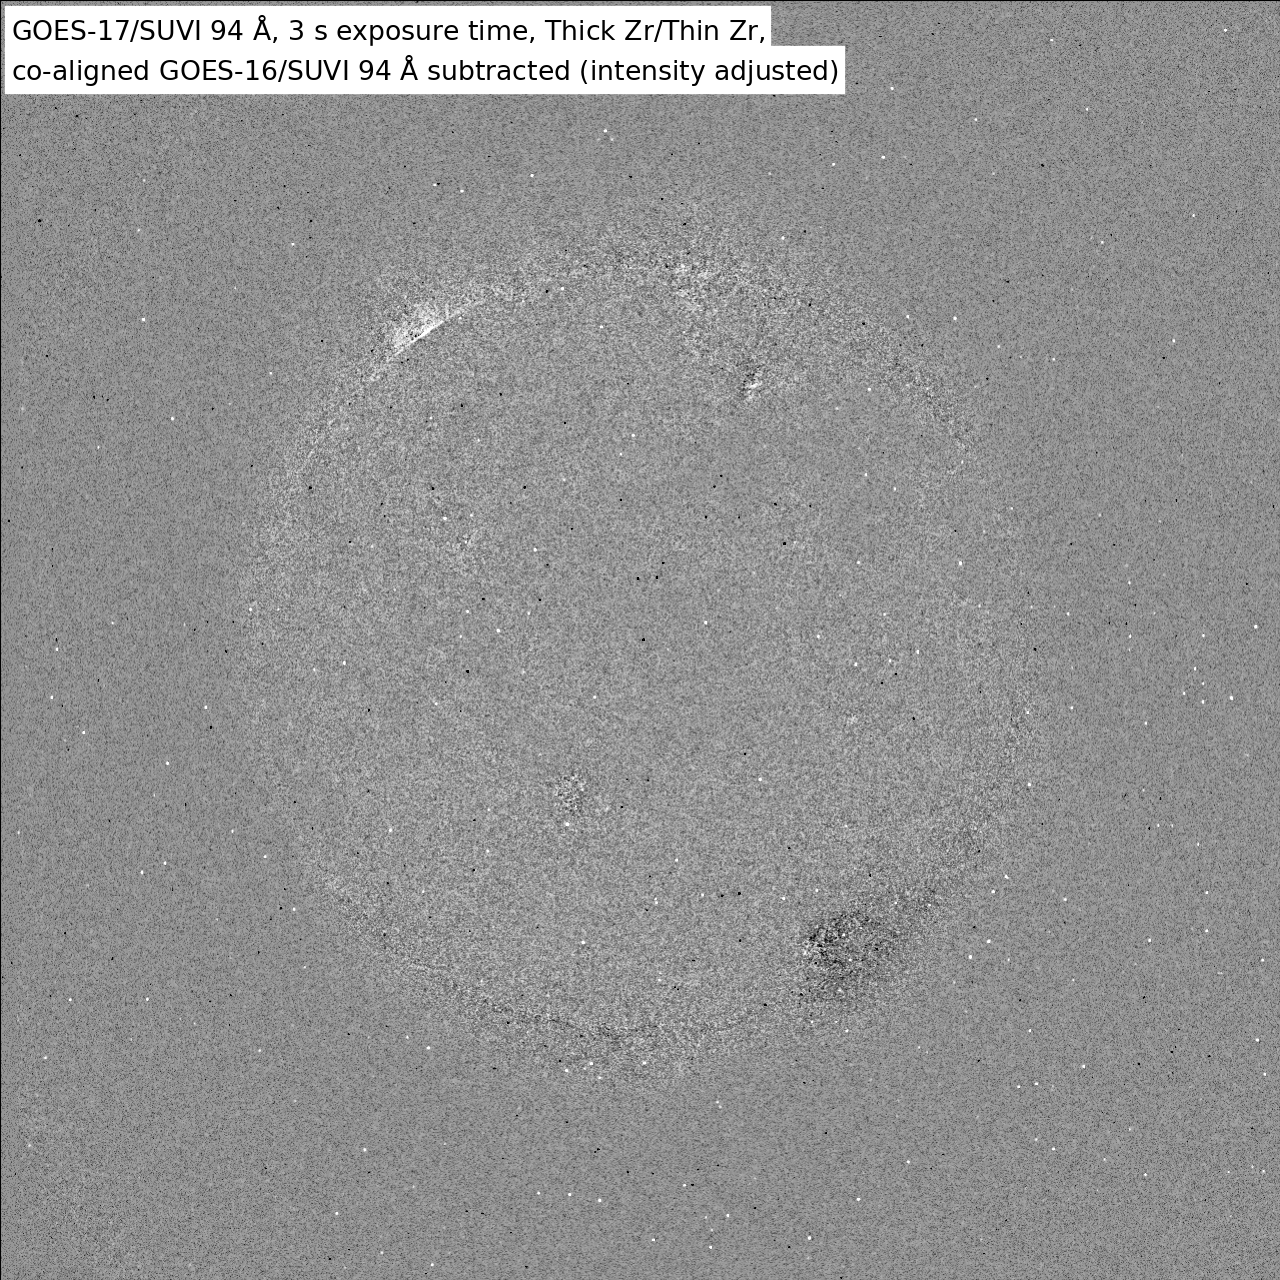 GOES-17/SUVI 94 Å, 3 s exposure time, Thick Zr/Thin Zr,
co-aligned GOES-16/SUVI 94 Å subtracted (intensity adjusted)